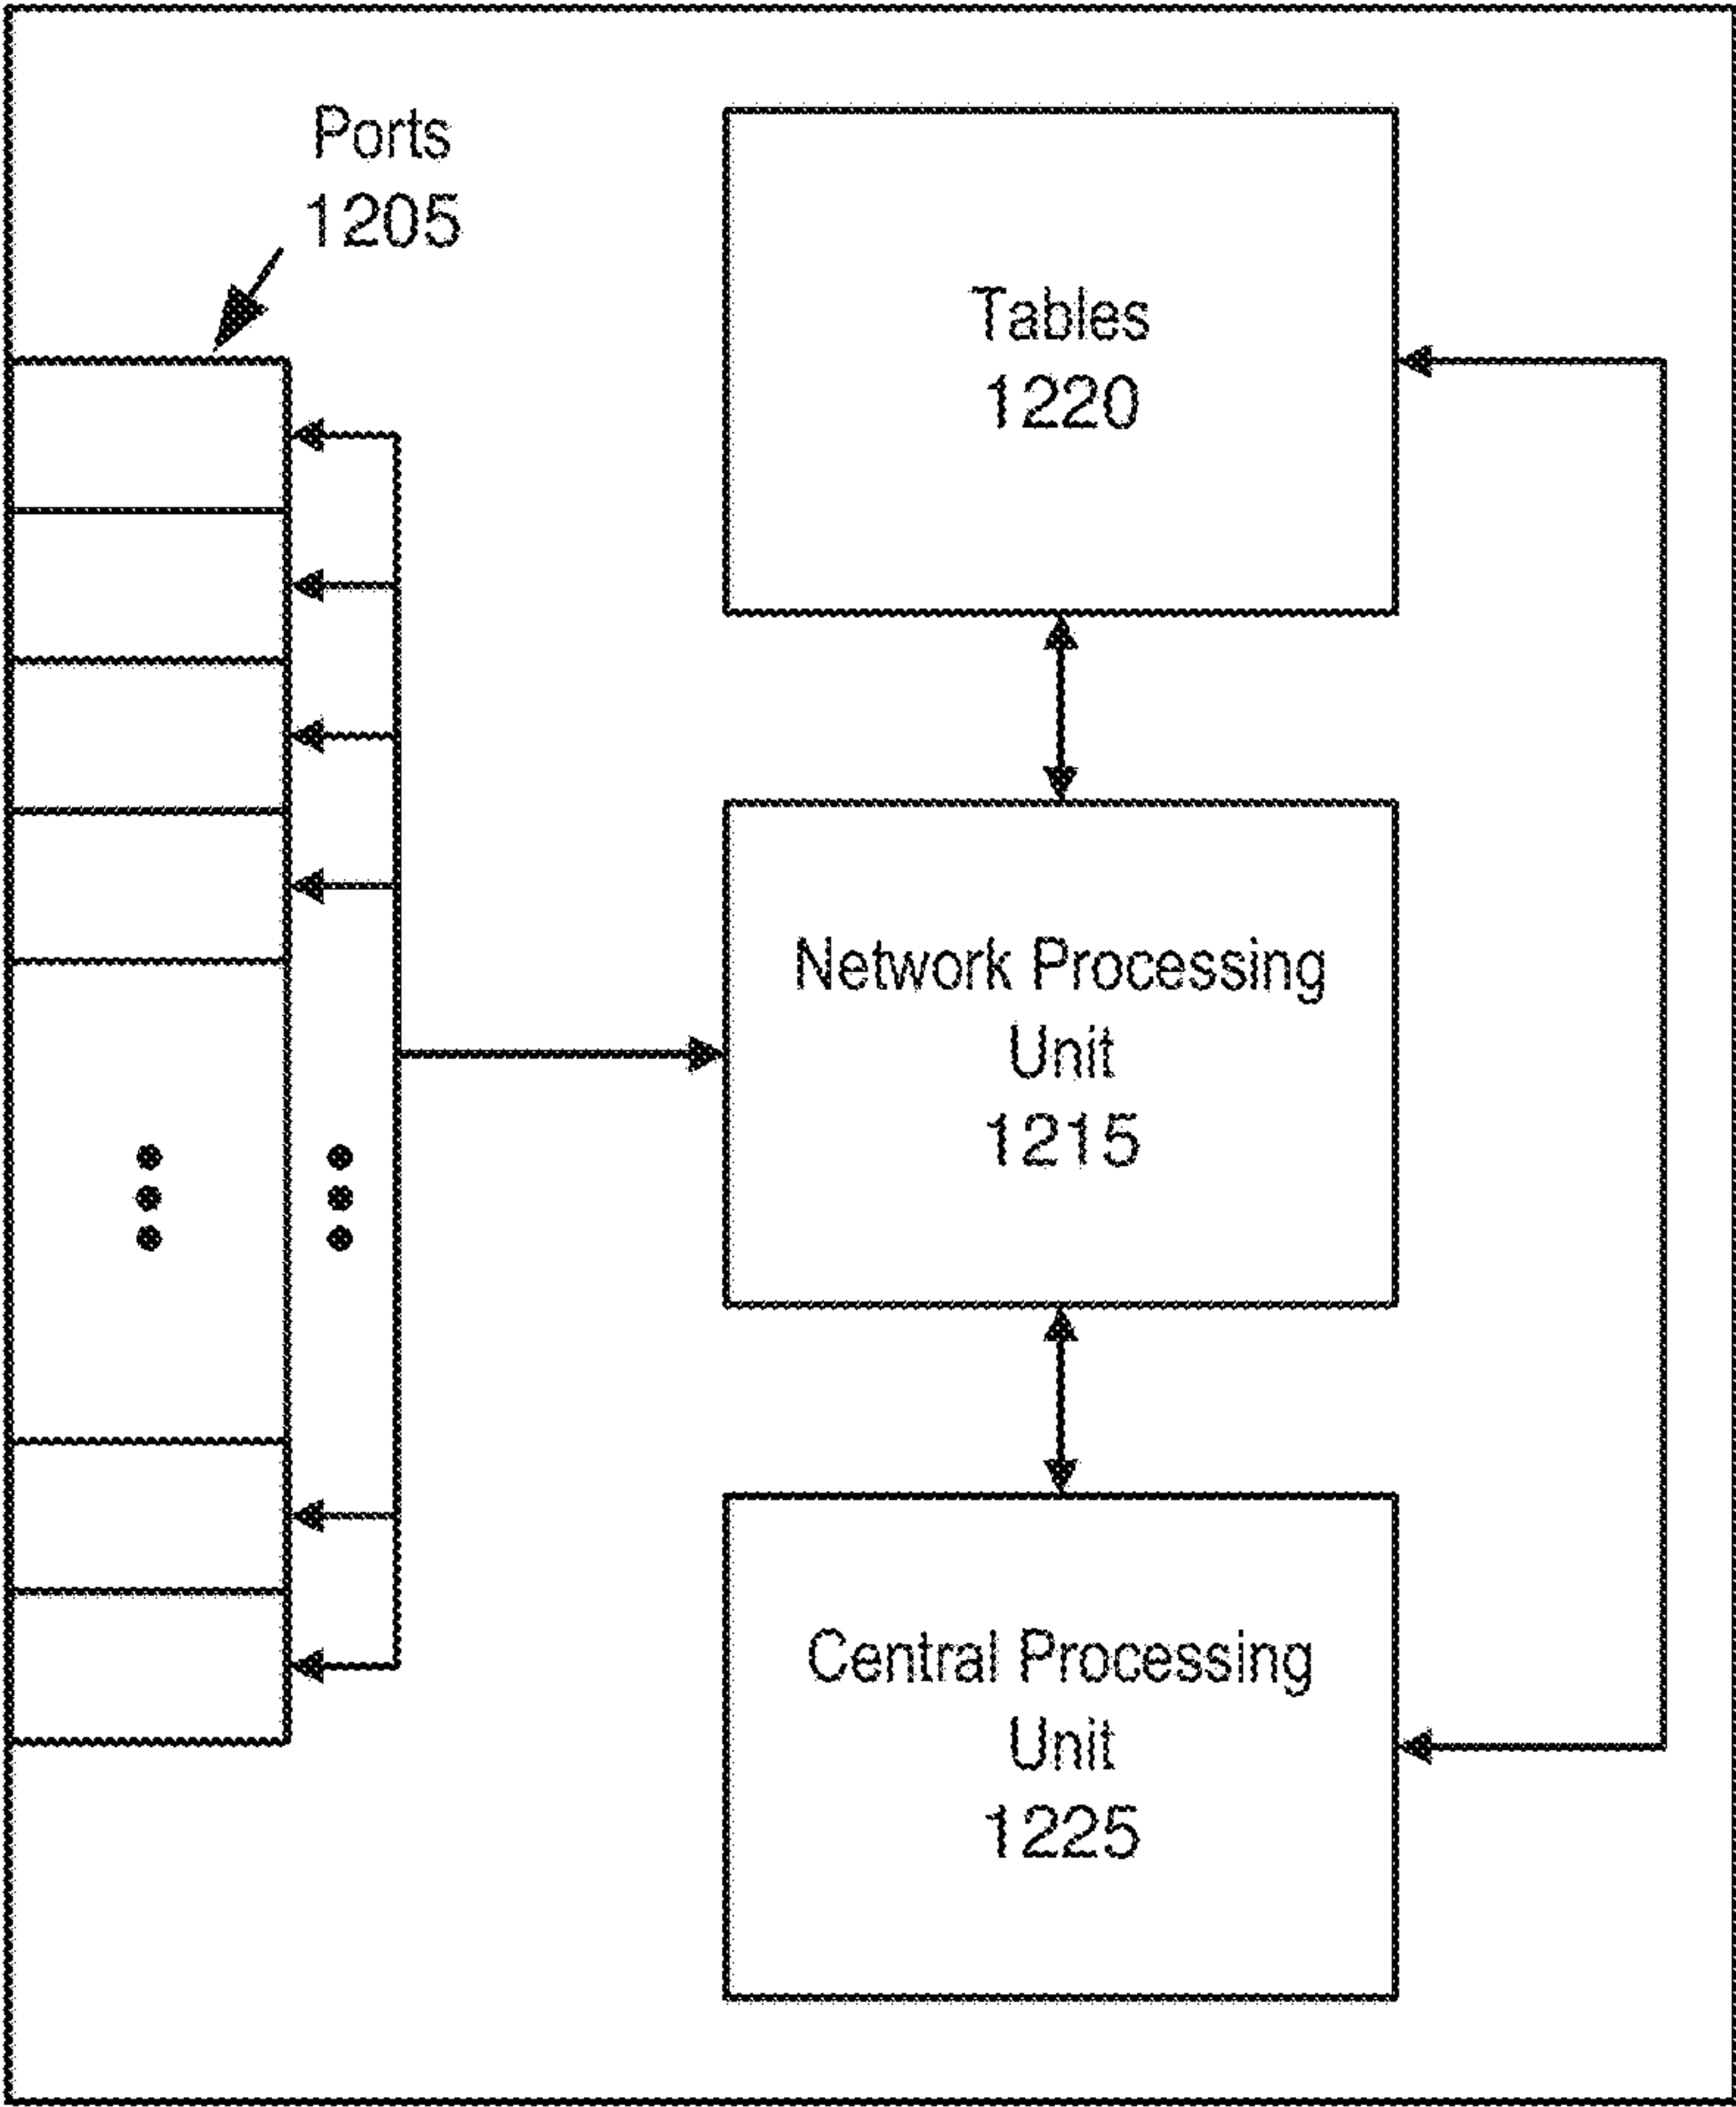 Ports
1205
Tables
1220
Network Processing
Unit
1215
Central Processing
Unit
1225